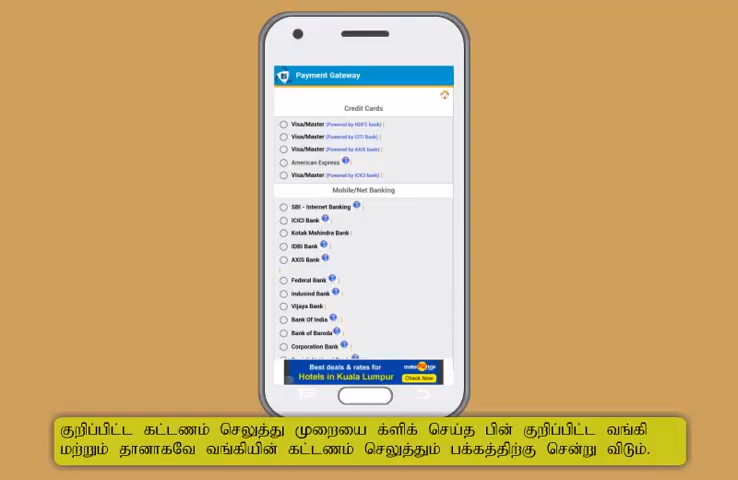 Payment Gateway
Credit Cards
Visa/Master (Powered by HDFC bank) |
Visa/Master (Powered by CITI Bank) |
Visa/Master (Powered by AXIS bank) |
American Express ? |
Visa/Master (Powered by ICICI bank) |
Mobile/Net Banking
SBI - Internet Banking ? |
ICICI Bank ? |
Kotak Mahindra Bank |
IDBI Bank ? |
AXIS Bank ?
|
Federal Bank ? |
Indusind Bank ? |
Vijaya Bank |
Bank Of India ? |
Bank of Baroda ? |
Corporation Bank ? |
Best deals & rates for
Hotels in Kuala Lumpur
make my trip
Check Now
குறிப்பிட்ட கட்டணம் செலுத்து முறையை க்ளிக் செய்த பின் குறிப்பிட்ட வங்கி
மற்றும் தானாகவே வங்கியின் கட்டணம் செலுத்தும் பக்கத்திற்கு சென்று விடும்.